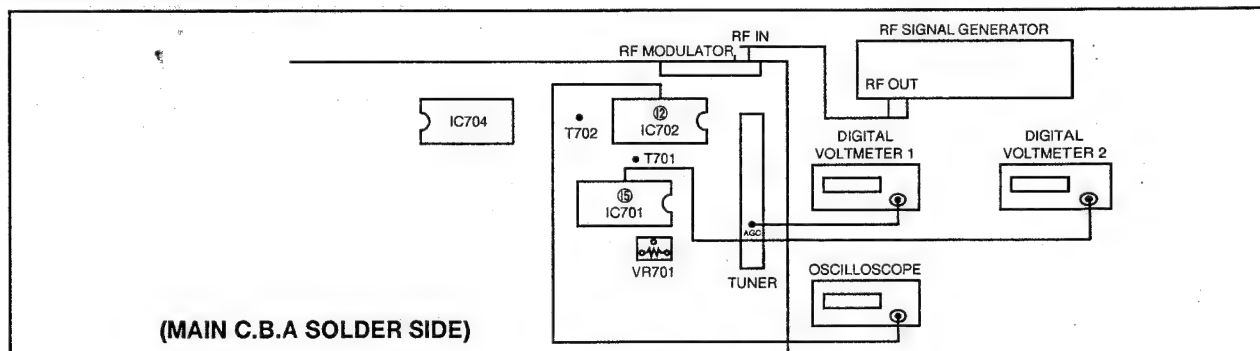 RF IN
RF SIGNAL GENERATOR
RF MODULATOR
RF OUT
IC704
T702
⑫
IC702
DIGITAL
VOLTMETER 1
DIGITAL
VOLTMETER 2
T701
⑮
IC701
AGC
VR701
TUNER
OSCILLOSCOPE
(MAIN C.B.A SOLDER SIDE)